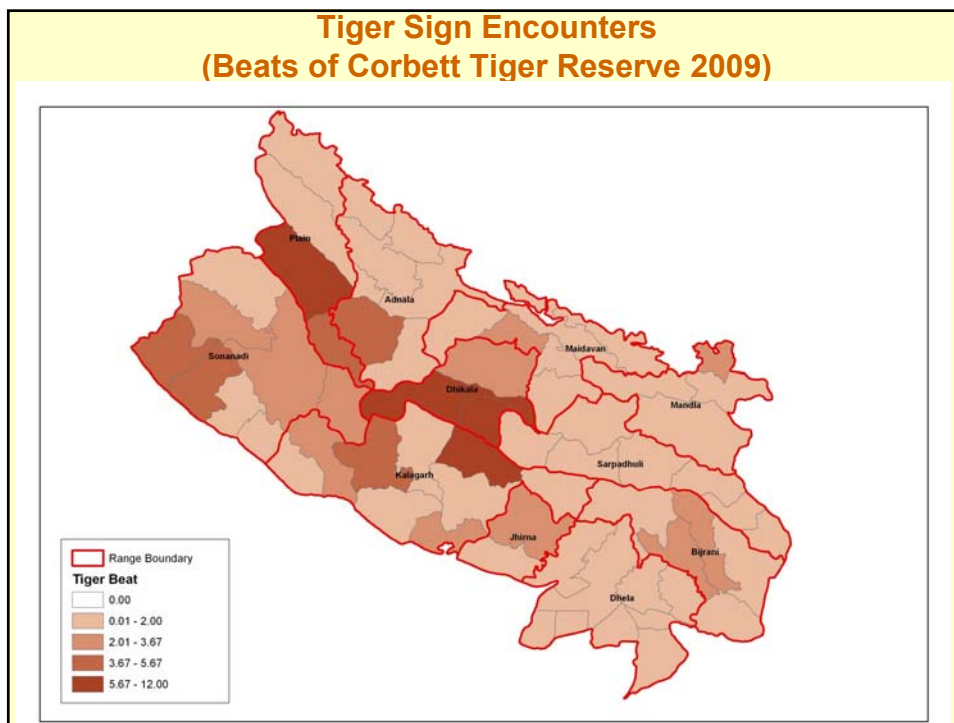 Tiger Sign Encounters
(Beats of Corbett Tiger Reserve 2009)
Plain
Adnala
Sonanadi
Maidavan
Dhikala
Mandla
Sarpadhuli
Kalagarh
Jhirna
Bijrani
Dhela
Range Boundary
Tiger Beat
0.00
0.01 - 2.00
2.01 - 3.67
3.67 - 5.67
5.67 - 12.00